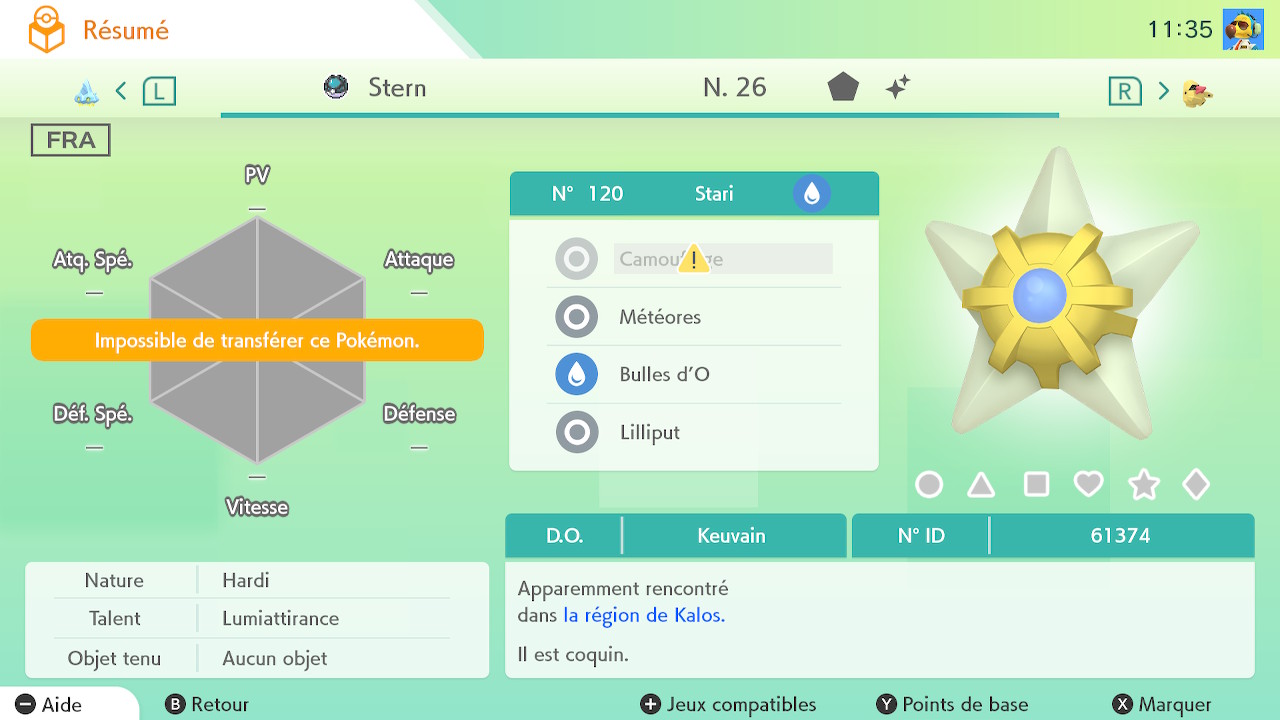 Résumé
11:35
L
Stern
N. 26
R
FRA
PV
—
Atq. Spé.
—
Attaque
—
Impossible de transférer ce Pokémon.
Déf. Spé.
—
Défense
—
—
Vitesse
N° 120 Stari
Camouflage
Météores
Bulles d'O
Lilliput
D.O. Keuvain
N° ID 61374
Nature Hardi
Talent Lumiattirance
Objet tenu Aucun objet
Apparemment rencontré
dans la région de Kalos.
Il est coquin.
- Aide
B Retour
+ Jeux compatibles
Y Points de base
X Marquer